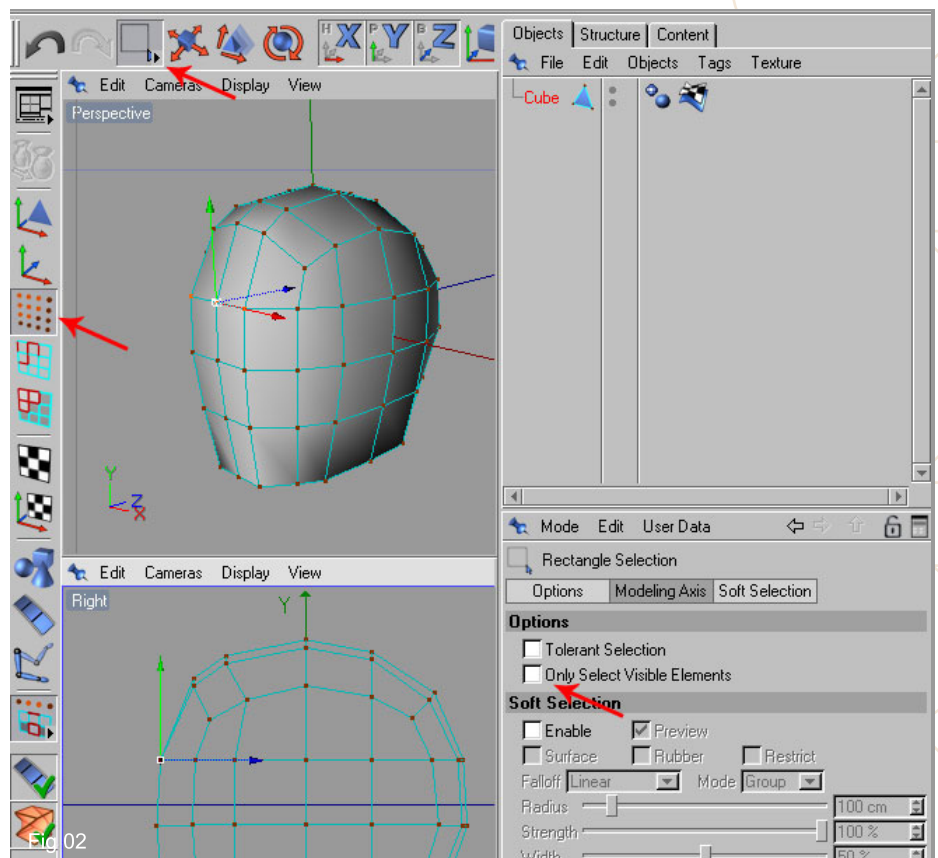 H X P Y B Z
Objects Structure Content
File Edit Objects Tags Texture
Cube
Edit Cameras Display View
Perspective
Y
Z
X
Edit Cameras Display View
Right
Y
Mode Edit User Data
Rectangle Selection
Options Modeling Axis Soft Selection
Options
Tolerant Selection
Only Select Visible Elements
Soft Selection
Enable Preview
Surface Rubber Restrict
Falloff Linear Mode Group
Radius 100 cm
Strength 100 %
Width 50 %
Fig 02